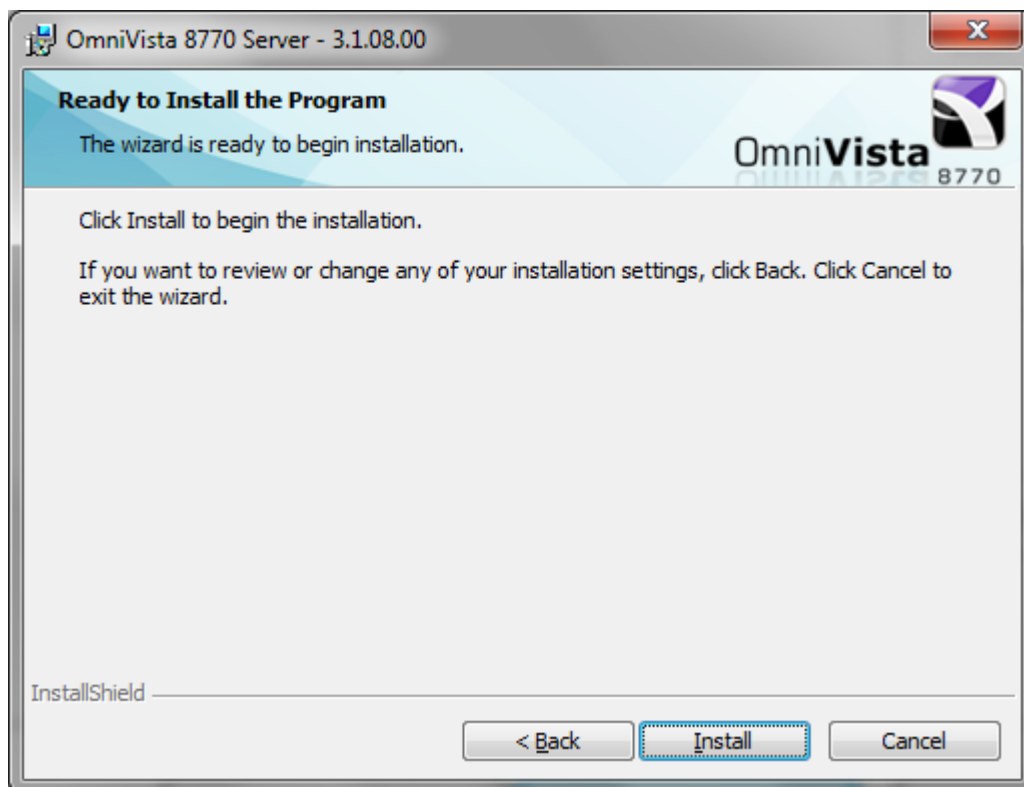 OmniVista 8770 Server - 3.1.08.00
Ready to Install the Program
The wizard is ready to begin installation.
OmniVista
8770
Click Install to begin the installation.
If you want to review or change any of your installation settings, click Back. Click Cancel to
exit the wizard.
InstallShield
< Back
Install
Cancel